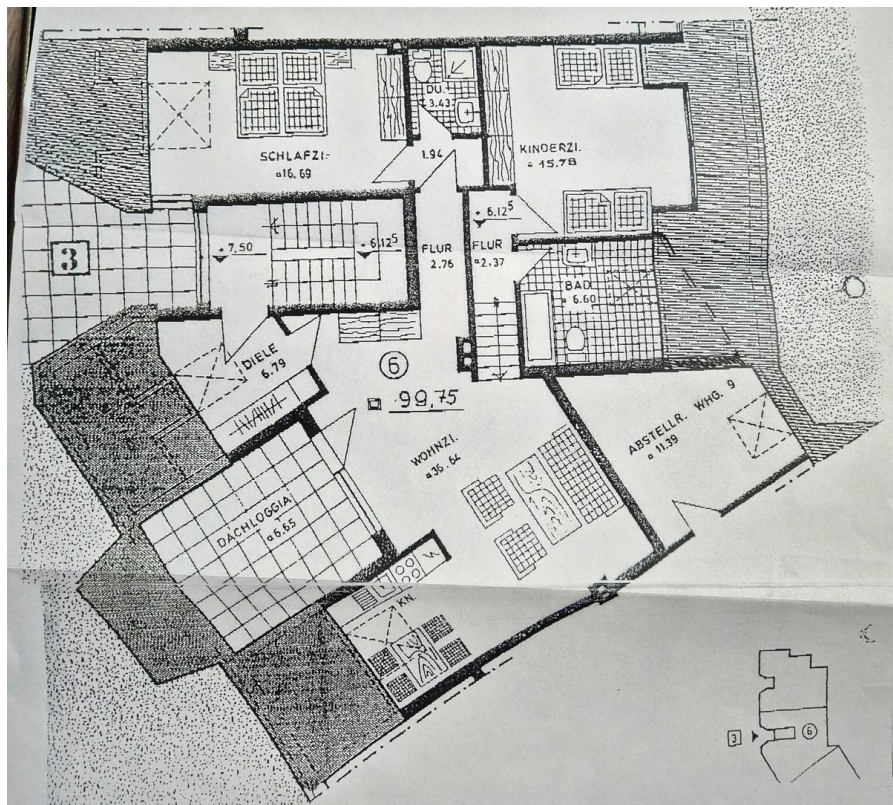 DU.
3.43
SCHLAFZI.
16.69
1.94
KINDERZI.
15.78
3
+ 7,50
+ 6,12⁵
+ 6,12⁵
FLUR
2.76
FLUR
2.37
BAD
6.60
DIELE
6.79
6
99,75
WOHNZI.
36.64
ABSTELLR. WHG. 9
11.39
DACHLOGGIA
6.65
KN.
3
6